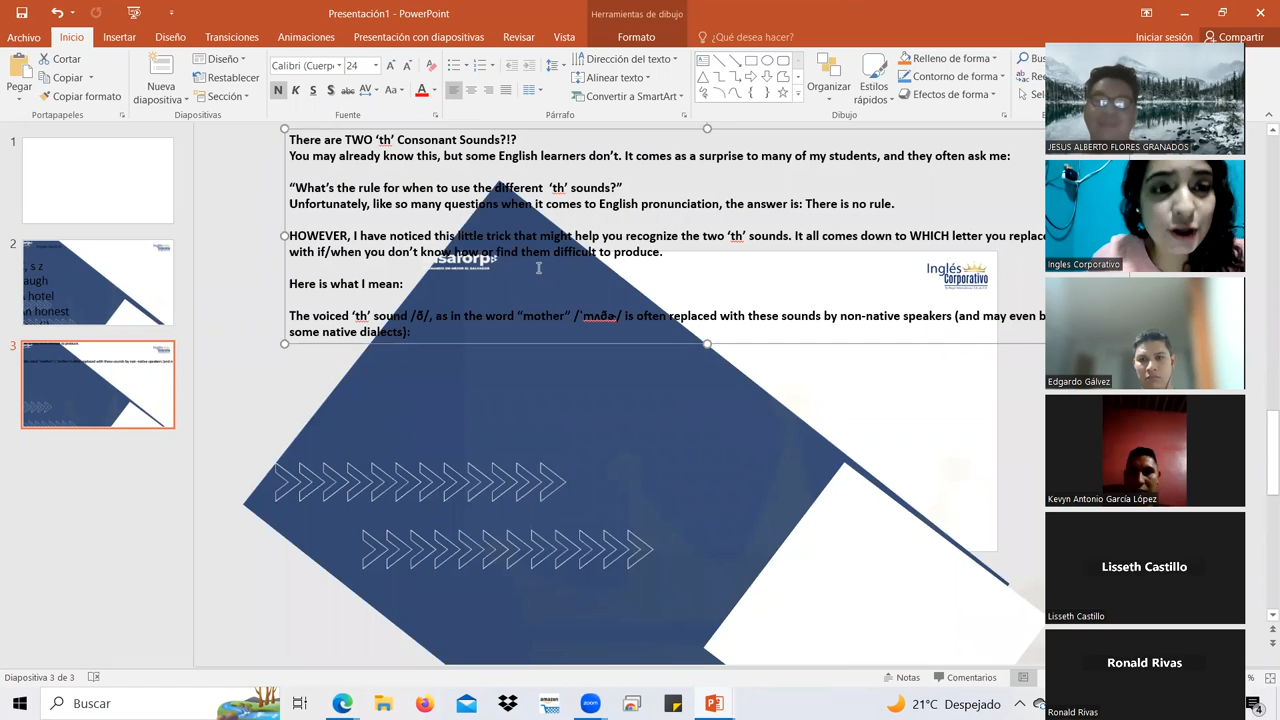 Presentación1 - PowerPoint
Herramientas de dibujo
Archivo
Inicio
Insertar
Diseño
Transiciones
Animaciones
Presentación con diapositivas
Revisar
Vista
Formato
¿Qué desea hacer?
Iniciar sesión
Compartir
Pegar
Cortar
Copiar
Copiar formato
Portapapeles
Nueva
diapositiva
Diseño
Restablecer
Sección
Diapositivas
Calibri (Cuerp
24
Fuente
Dirección del texto
Alinear texto
Convertir a SmartArt
Párrafo
Organizar
Estilos
rápidos
Relleno de forma
Contorno de forma
Efectos de forma
Dibujo
1
2
3
, s z
augh
hotel
n honest
There are TWO ‘th’ Consonant Sounds?!?
You may already know this, but some English learners don’t. It comes as a surprise to many of my students, and they often ask me:
“What’s the rule for when to use the different ‘th’ sounds?”
Unfortunately, like so many questions when it comes to English pronunciation, the answer is: There is no rule.
HOWEVER, I have noticed this little trick that might help you recognize the two ‘th’ sounds. It all comes down to WHICH letter you replac
with if/when you don’t know how or find them difficult to produce.
Here is what I mean:
The voiced ‘th’ sound /ð/, as in the word “mother” /ˈmʌðɚ/ is often replaced with these sounds by non-native speakers (and may even b
some native dialects):
Inglés
Corporativo
JESUS ALBERTO FLORES GRANADOS
Ingles Corporativo
Edgardo Gálvez
Kevyn Antonio García López
Lisseth Castillo
Lisseth Castillo
Ronald Rivas
Ronald Rivas
Diapositiva 3 de 3
Notas
Comentarios
Buscar
amazon
zoom
21°C Despejado
4